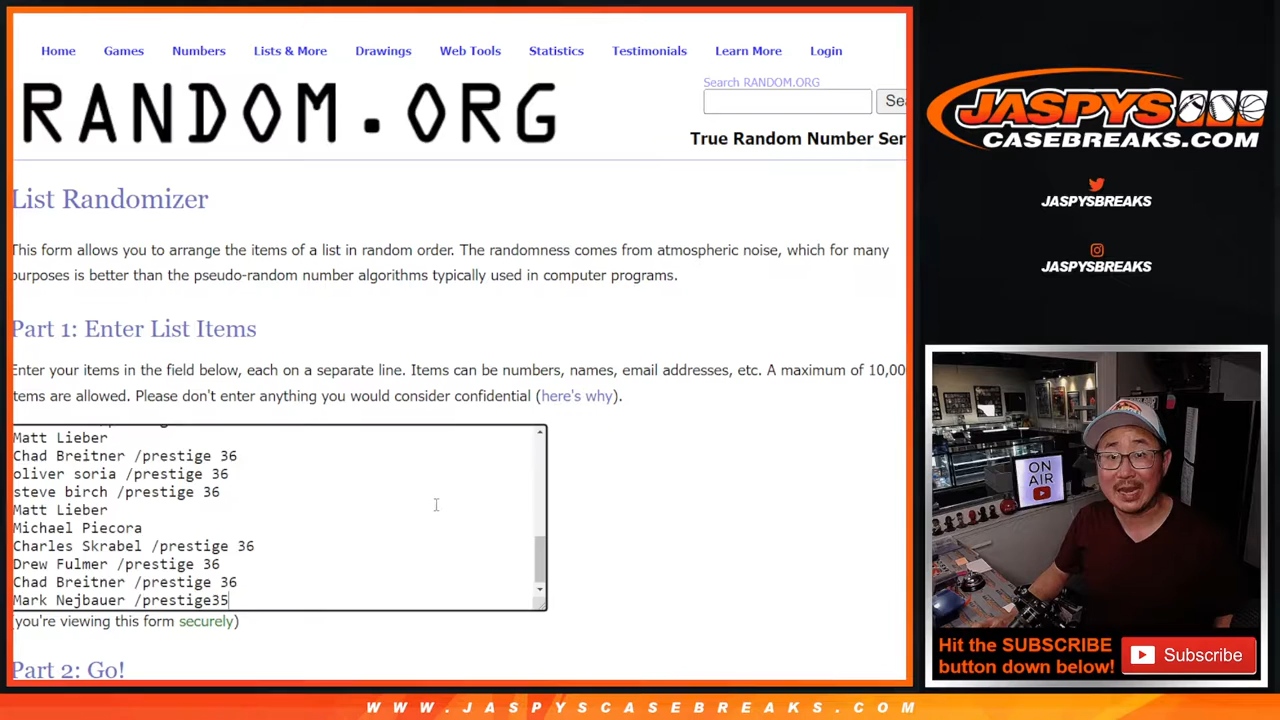 Home Games Numbers Lists & More Drawings Web Tools Statistics Testimonials Learn More Login
RANDOM.ORG
Search RANDOM.ORG
True Random Number Ser
List Randomizer
This form allows you to arrange the items of a list in random order. The randomness comes from atmospheric noise, which for many
purposes is better than the pseudo-random number algorithms typically used in computer programs.
Part 1: Enter List Items
Enter your items in the field below, each on a separate line. Items can be numbers, names, email addresses, etc. A maximum of 10,00
items are allowed. Please don't enter anything you would consider confidential (here's why).
Matt Lieber
Chad Breitner /prestige 36
oliver soria /prestige 36
steve birch /prestige 36
Matt Lieber
Michael Piecora
Charles Skrabel /prestige 36
Drew Fulmer /prestige 36
Chad Breitner /prestige 36
Mark Nejbauer /prestige35
(you're viewing this form securely)
Part 2: Go!
JASPYS
CASEBREAKS.COM
JASPYSBREAKS
JASPYSBREAKS
ON
AIR
Hit the SUBSCRIBE
button down below!
Subscribe
WWW.JASPYSCASEBREAKS.COM